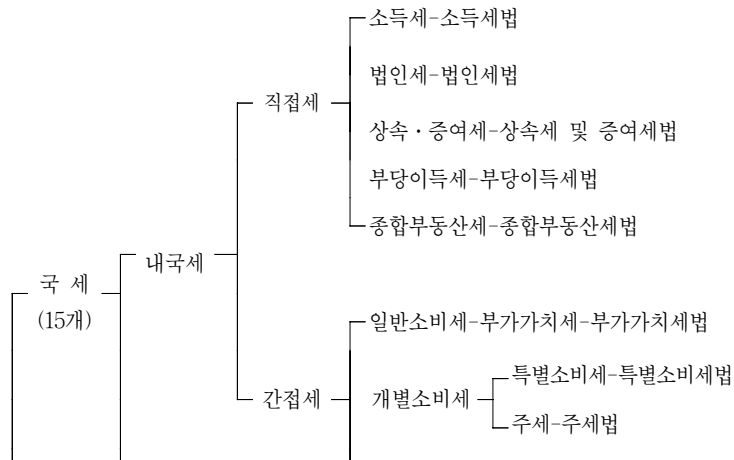 소득세-소득세법
법인세-법인세법
직접세
상속・증여세-상속세 및 증여세법
부당이득세-부당이득세법
종합부동산세-종합부동산세법
내국세
국 세
(15개)
일반소비세-부가가치세-부가가치세법
특별소비세-특별소비세법
간접세
개별소비세
주세-주세법